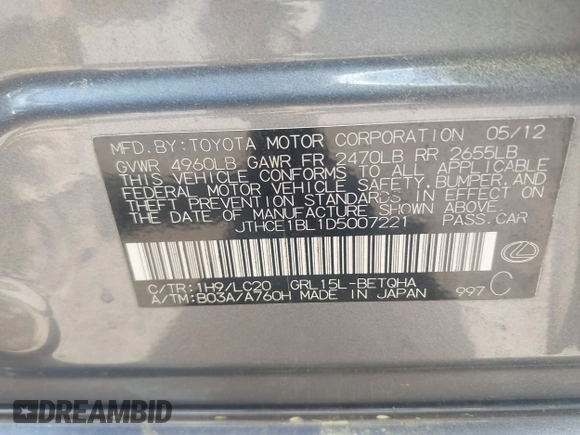 MFD.BY:TOYOTA MOTOR CORPORATION 05/12
GVWR 4960LB GAWR FR 2470LB RR 2655LB
THIS VEHICLE CONFORMS TO ALL APPLICABLE
FEDERAL MOTOR VEHICLE SAFETY,BUMPER,AND
THEFT PREVENTION STANDARDS IN EFFECT ON
THE DATE OF MANUFACTURE SHOWN ABOVE.
JTHCE1BL1D5007221 PASS.CAR
C/TR:1H9/LC20 GRL15L-BETQHA
A/TM:B03A/A760H MADE IN JAPAN 997 C
DREAMBID